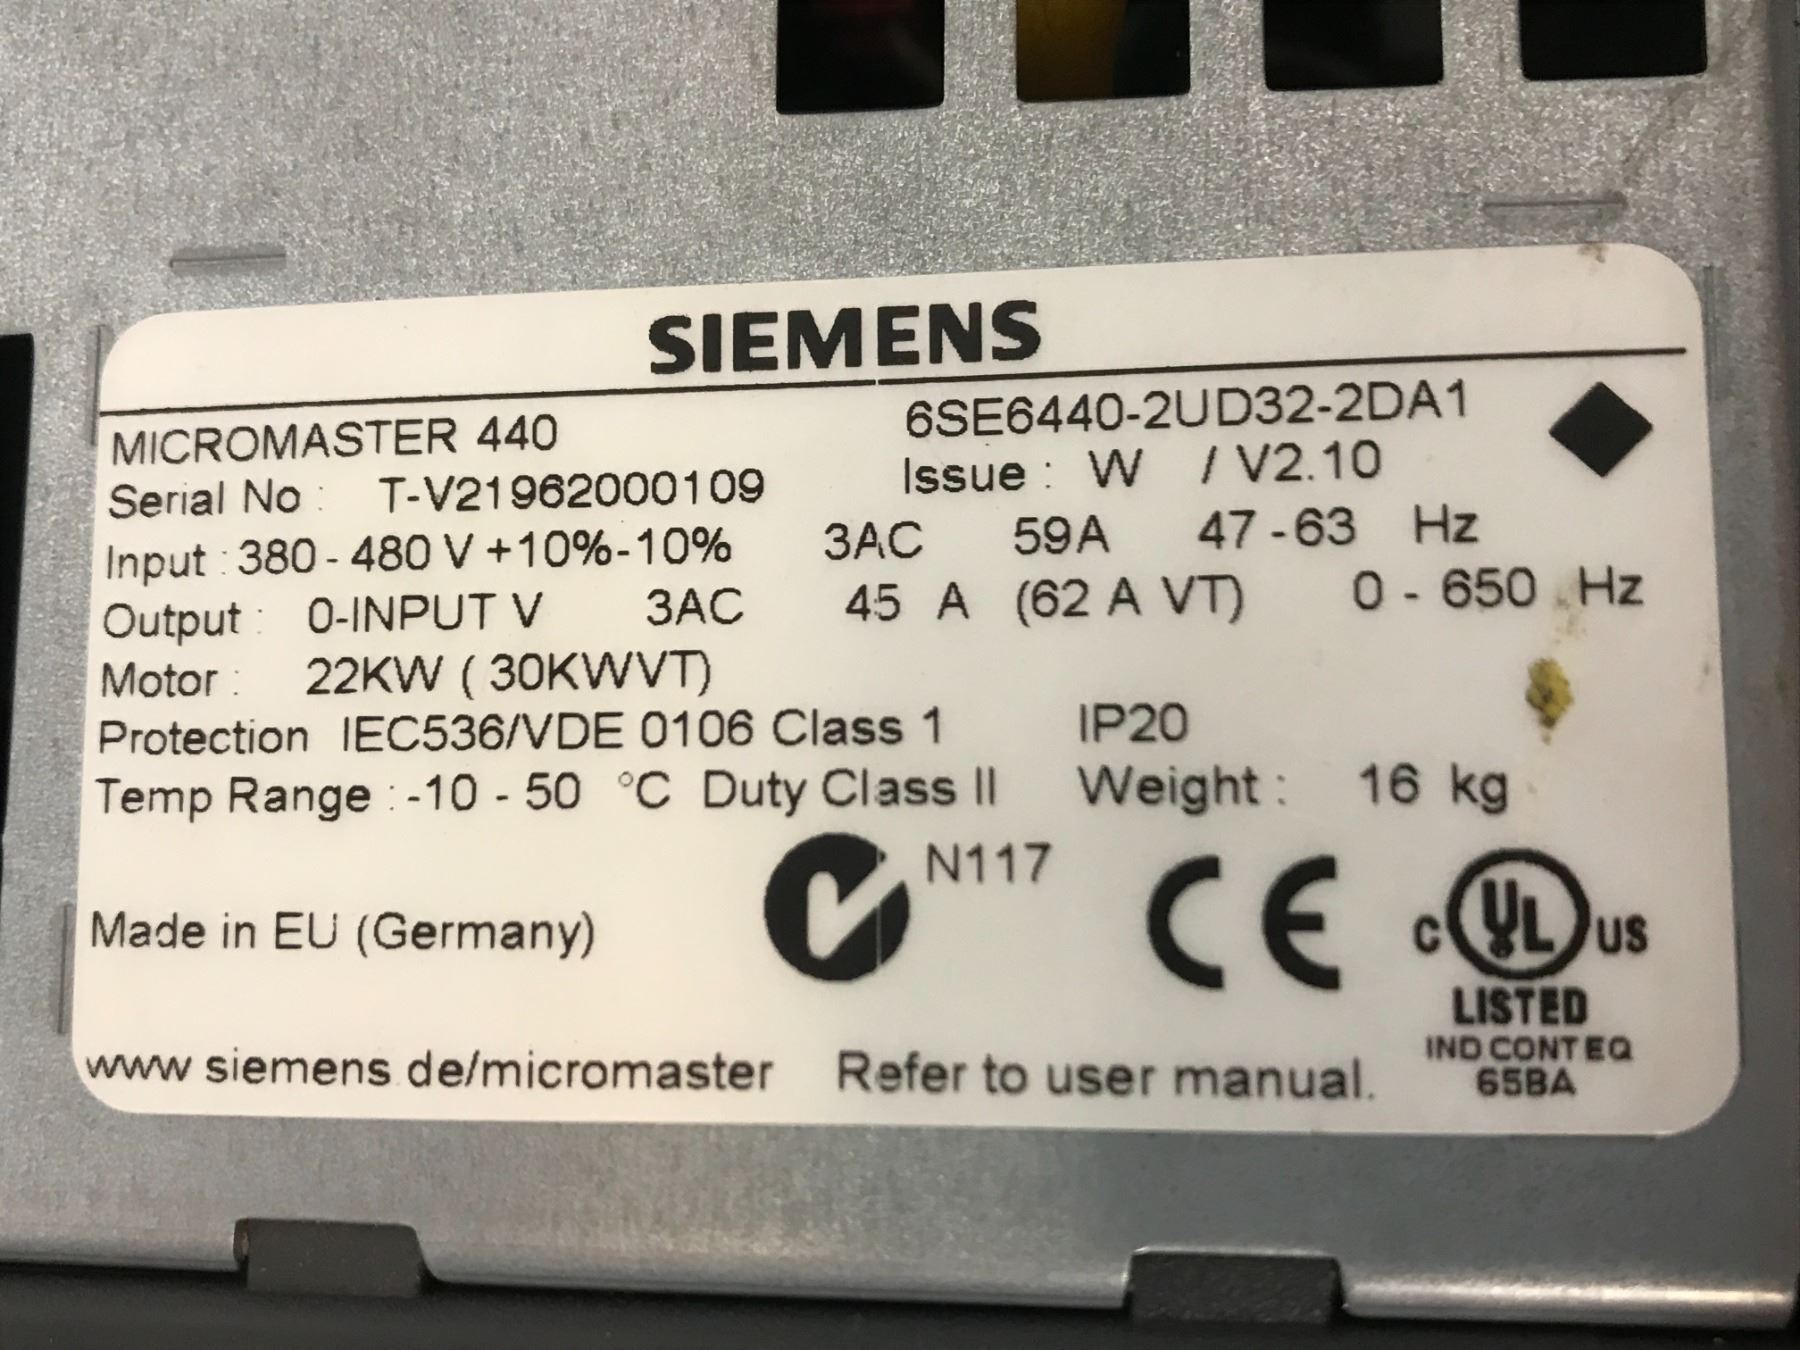 SIEMENS
MICROMASTER 440 6SE6440-2UD32-2DA1
Serial No : T-V21962000109 Issue : W / V2.10
Input : 380 - 480 V +10%-10% 3AC 59A 47 - 63 Hz
Output : 0-INPUT V 3AC 45 A (62 A VT) 0 - 650 Hz
Motor : 22KW ( 30KWVT)
Protection IEC536/VDE 0106 Class 1 IP20
Temp Range : -10 - 50 °C Duty Class II Weight : 16 kg
N117
Made in EU (Germany) CE C UL US
LISTED
IND CONT EQ
65BA
www siemens.de/micromaster Refer to user manual.